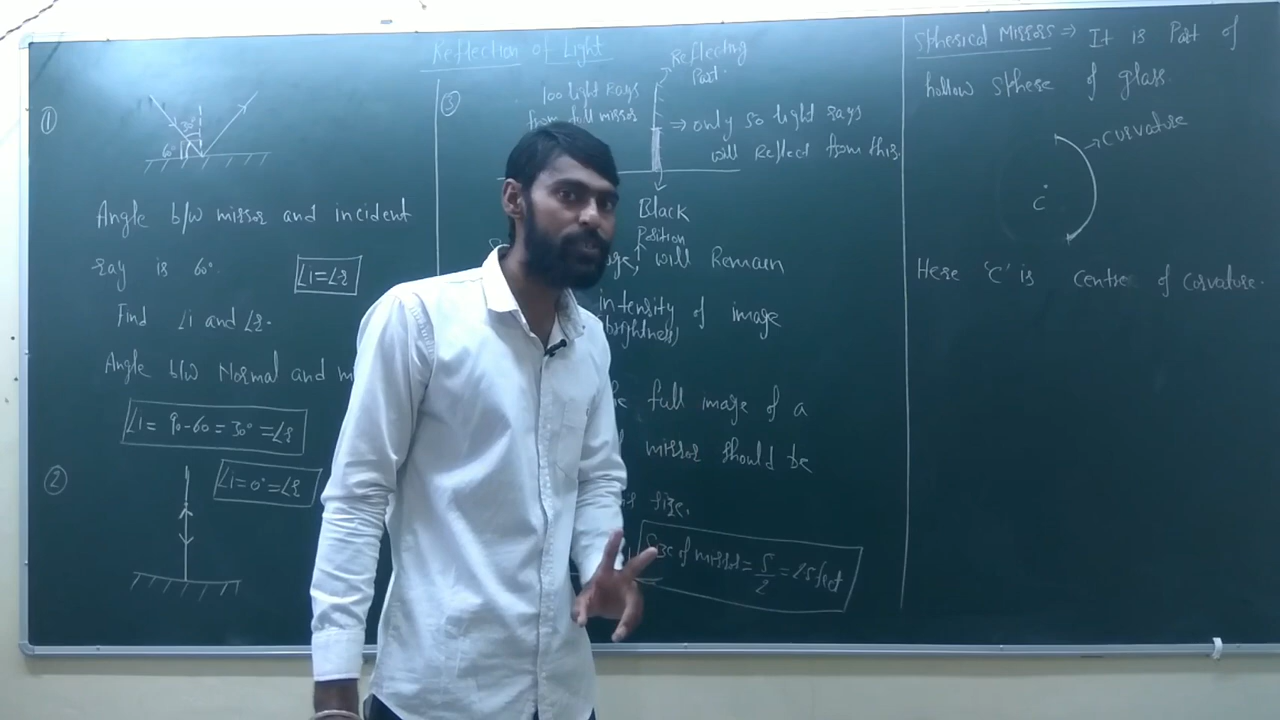 Reflection of Light
①
30°
60°
Angle b/w mirror and incident
ray is 60°.
∠i=∠r
Find ∠i and ∠r.
Angle b/w Normal and
∠i = 90-60 = 30° = ∠r
②
∠i=0°=∠r
③
100 light Rays
from full mirror
Reflecting
Part.
⇒ only 50 light rays
will Reflect from this.
Black
Position
will Remain
intensity of image
(brightness)
full image of a
mirror should be
size.
of mirror = 5/2 = 2.5 feet
Spherical Mirrors ⇒ It is Part of
hollow sphere of glass
→ Curvature
C
Here 'C' is centre of Curvature.